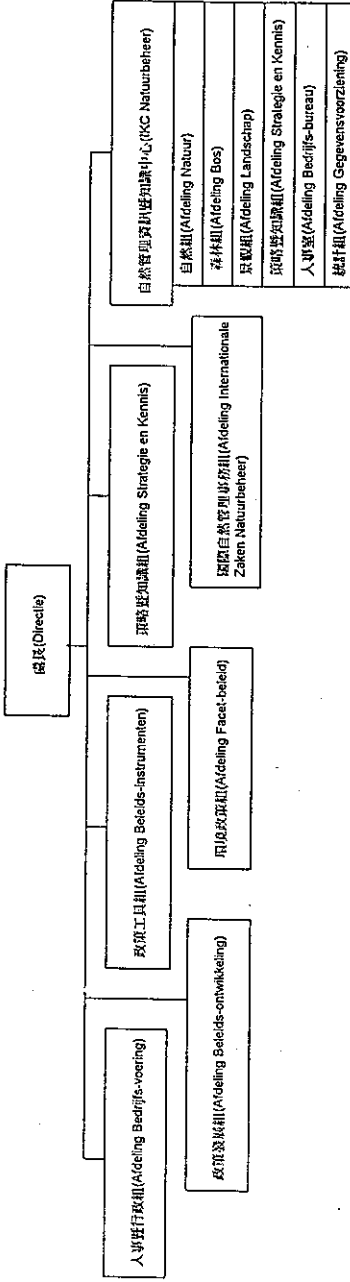 局長(Directie)
人事暨行政組(Afdeling Bedrijfs-voering)
政策工具組(Afdeling Beleids-Instrumenten)
策略暨知識組(Afdeling Strategie en Kennis)
自然管理資訊暨知識中心(IKC Natuurbeheer)
政策發展組(Afdeling Beleids-ontwikkeling)
環境政策組(Afdeling Facet-beleid)
國際自然管理事務組(Afdeling Internationale
Zaken Natuurbeheer)
自然組(Afdeling Natuur)
森林組(Afdeling Bos)
景觀組(Afdeling Landschap)
策略暨知識組(Afdeling Strategie en Kennis)
人事室(Afdeling Bedrijfs-bureau)
統計組(Afdeling Gegevensvoorziening)